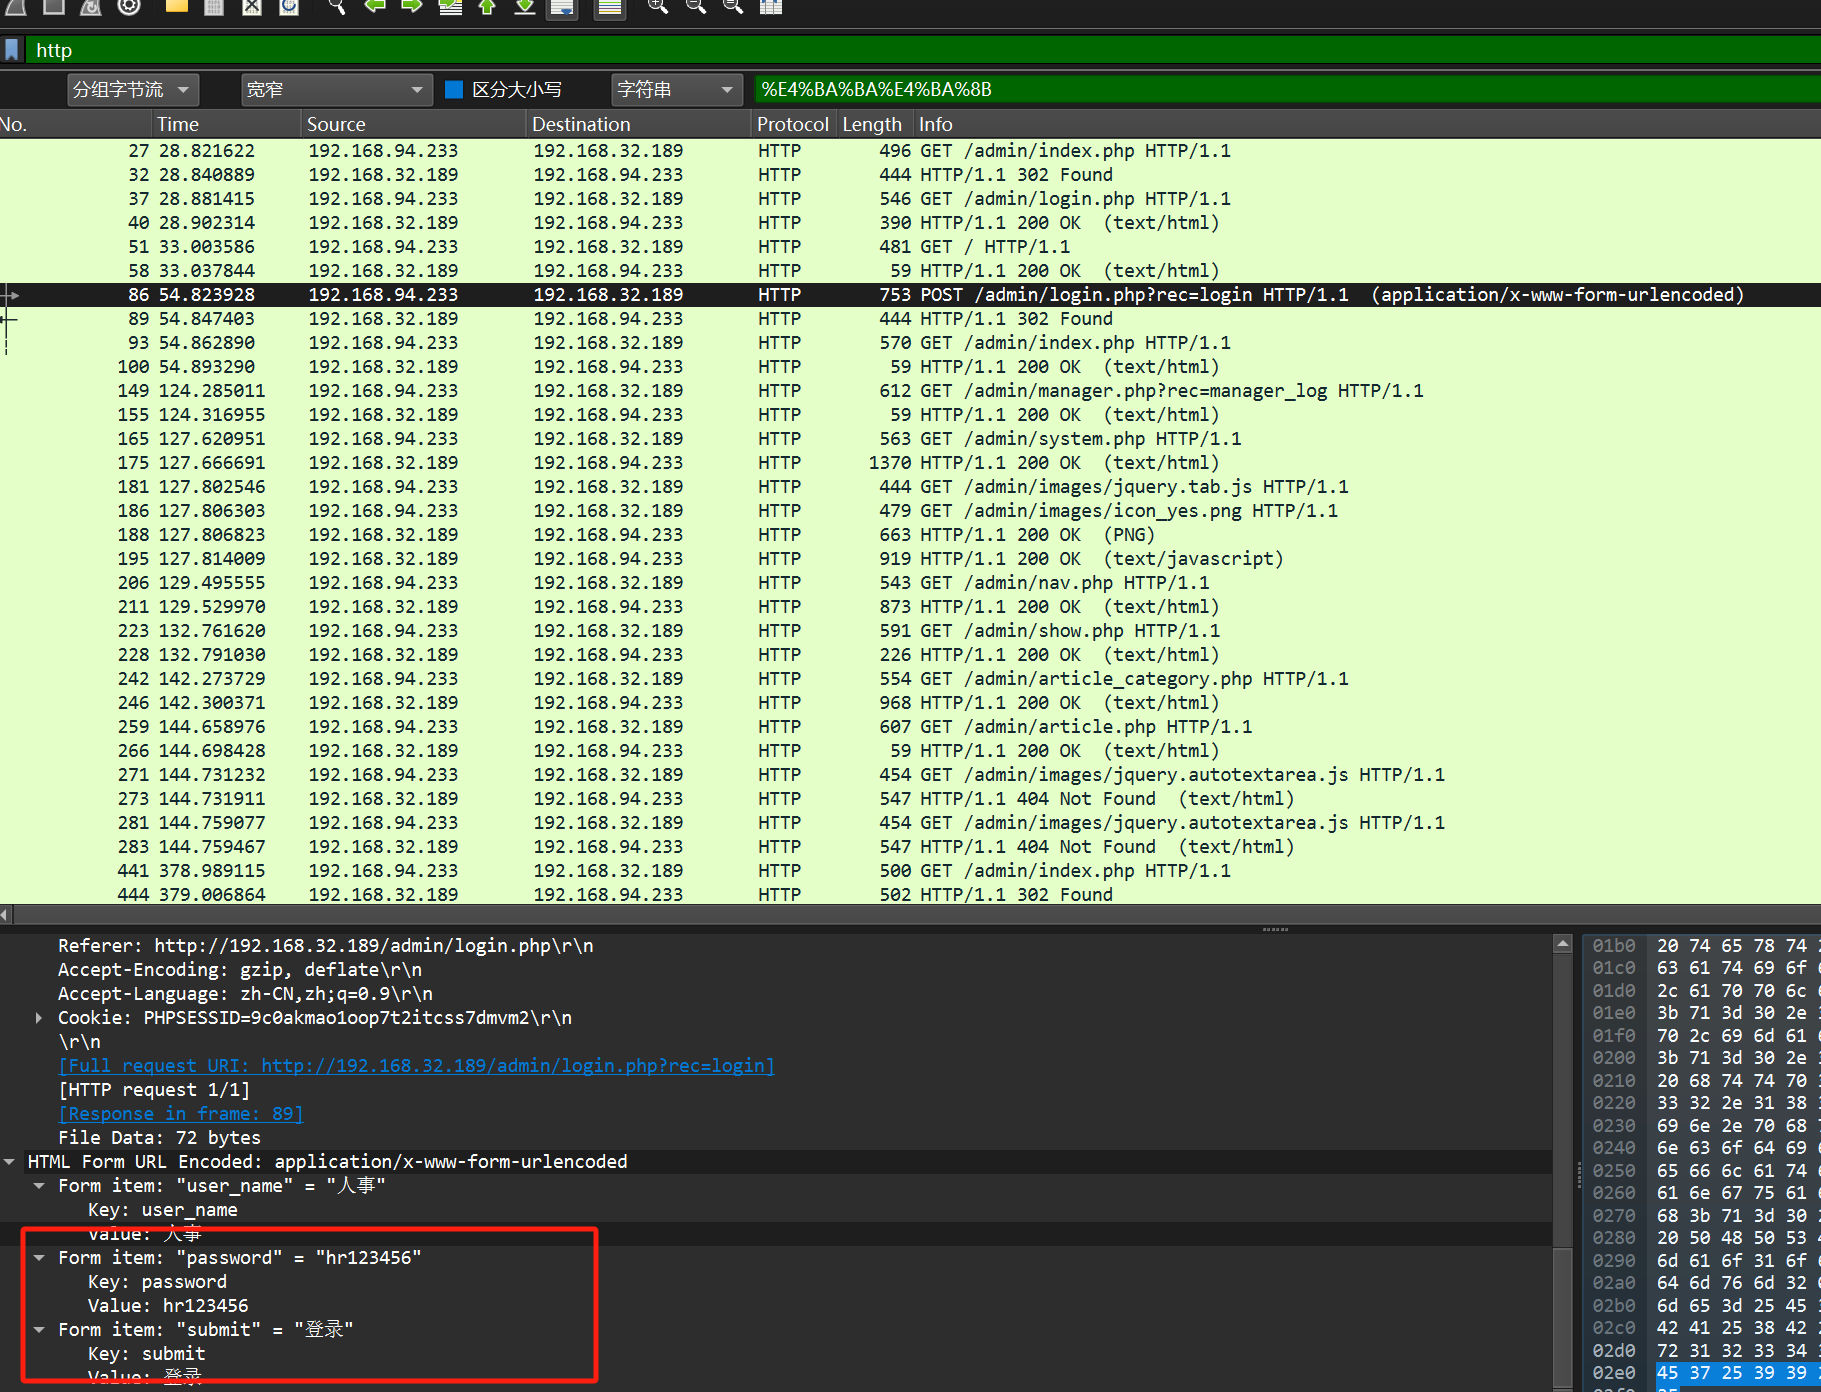 http
分组字节流 宽窄 区分大小写 字符串 %E4%BA%BA%E4%BA%8B
No. Time Source Destination Protocol Length Info
27 28.821622 192.168.94.233 192.168.32.189 HTTP 496 GET /admin/index.php HTTP/1.1
32 28.840889 192.168.32.189 192.168.94.233 HTTP 444 HTTP/1.1 302 Found
37 28.881415 192.168.94.233 192.168.32.189 HTTP 546 GET /admin/login.php HTTP/1.1
40 28.902314 192.168.32.189 192.168.94.233 HTTP 390 HTTP/1.1 200 OK (text/html)
51 33.003586 192.168.94.233 192.168.32.189 HTTP 481 GET / HTTP/1.1
58 33.037844 192.168.32.189 192.168.94.233 HTTP 59 HTTP/1.1 200 OK (text/html)
86 54.823928 192.168.94.233 192.168.32.189 HTTP 753 POST /admin/login.php?rec=login HTTP/1.1 (application/x-www-form-urlencoded)
89 54.847403 192.168.32.189 192.168.94.233 HTTP 444 HTTP/1.1 302 Found
93 54.862890 192.168.94.233 192.168.32.189 HTTP 570 GET /admin/index.php HTTP/1.1
100 54.893290 192.168.32.189 192.168.94.233 HTTP 59 HTTP/1.1 200 OK (text/html)
149 124.285011 192.168.94.233 192.168.32.189 HTTP 612 GET /admin/manager.php?rec=manager_log HTTP/1.1
155 124.316955 192.168.32.189 192.168.94.233 HTTP 59 HTTP/1.1 200 OK (text/html)
165 127.620951 192.168.94.233 192.168.32.189 HTTP 563 GET /admin/system.php HTTP/1.1
175 127.666691 192.168.32.189 192.168.94.233 HTTP 1370 HTTP/1.1 200 OK (text/html)
181 127.802546 192.168.94.233 192.168.32.189 HTTP 444 GET /admin/images/jquery.tab.js HTTP/1.1
186 127.806303 192.168.94.233 192.168.32.189 HTTP 479 GET /admin/images/icon_yes.png HTTP/1.1
188 127.806823 192.168.32.189 192.168.94.233 HTTP 663 HTTP/1.1 200 OK (PNG)
195 127.814009 192.168.32.189 192.168.94.233 HTTP 919 HTTP/1.1 200 OK (text/javascript)
206 129.495555 192.168.94.233 192.168.32.189 HTTP 543 GET /admin/nav.php HTTP/1.1
211 129.529970 192.168.32.189 192.168.94.233 HTTP 873 HTTP/1.1 200 OK (text/html)
223 132.761620 192.168.94.233 192.168.32.189 HTTP 591 GET /admin/show.php HTTP/1.1
228 132.791030 192.168.32.189 192.168.94.233 HTTP 226 HTTP/1.1 200 OK (text/html)
242 142.273729 192.168.94.233 192.168.32.189 HTTP 554 GET /admin/article_category.php HTTP/1.1
246 142.300371 192.168.32.189 192.168.94.233 HTTP 968 HTTP/1.1 200 OK (text/html)
259 144.658976 192.168.94.233 192.168.32.189 HTTP 607 GET /admin/article.php HTTP/1.1
266 144.698428 192.168.32.189 192.168.94.233 HTTP 59 HTTP/1.1 200 OK (text/html)
271 144.731232 192.168.94.233 192.168.32.189 HTTP 454 GET /admin/images/jquery.autotextarea.js HTTP/1.1
273 144.731911 192.168.32.189 192.168.94.233 HTTP 547 HTTP/1.1 404 Not Found (text/html)
281 144.759077 192.168.94.233 192.168.32.189 HTTP 454 GET /admin/images/jquery.autotextarea.js HTTP/1.1
283 144.759467 192.168.32.189 192.168.94.233 HTTP 547 HTTP/1.1 404 Not Found (text/html)
441 378.989115 192.168.94.233 192.168.32.189 HTTP 500 GET /admin/index.php HTTP/1.1
444 379.006864 192.168.32.189 192.168.94.233 HTTP 502 HTTP/1.1 302 Found
Referer: http://192.168.32.189/admin/login.php\r\n
Accept-Encoding: gzip, deflate\r\n
Accept-Language: zh-CN,zh;q=0.9\r\n
Cookie: PHPSESSID=9c0akmao1oop7t2itcss7dmvm2\r\n
\r\n
[Full request URI: http://192.168.32.189/admin/login.php?rec=login]
[HTTP request 1/1]
[Response in frame: 89]
File Data: 72 bytes
HTML Form URL Encoded: application/x-www-form-urlencoded
Form item: "user_name" = "人事"
Key: user_name
Value: 人事
Form item: "password" = "hr123456"
Key: password
Value: hr123456
Form item: "submit" = "登录"
Key: submit
Value: 登录
01b0 20 74 65 78 74
01c0 63 61 74 69 6f
01d0 2c 61 70 70 6c
01e0 3b 71 3d 30 2e
01f0 70 2c 69 6d 61
0200 3b 71 3d 30 2e
0210 20 68 74 74 70
0220 33 32 2e 31 38
0230 69 6e 2e 70 68
0240 6e 63 6f 64 69
0250 65 66 6c 61 74
0260 61 6e 67 75 61
0270 68 3b 71 3d 30
0280 20 50 48 50 53
0290 6d 61 6f 31 6f
02a0 64 6d 76 6d 32
02b0 6d 65 3d 25 45
02c0 42 41 25 38 42
02d0 72 31 32 33 34
02e0 45 37 25 39 39